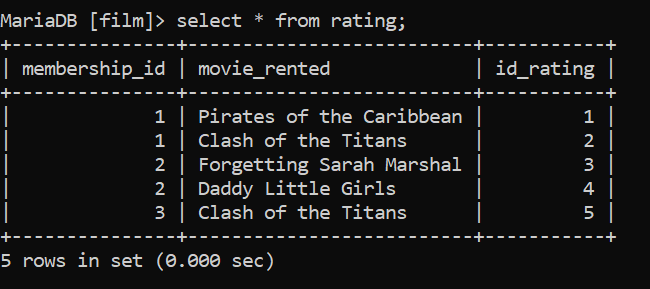 MariaDB [film]> select * from rating;
+---------------+-------------------------+-----------+
| membership_id | movie_rented            | id_rating |
+---------------+-------------------------+-----------+
|             1 | Pirates of the Caribbean |         1 |
|             1 | Clash of the Titans     |         2 |
|             2 | Forgetting Sarah Marshal |         3 |
|             2 | Daddy Little Girls      |         4 |
|             3 | Clash of the Titans     |         5 |
+---------------+-------------------------+-----------+
5 rows in set (0.000 sec)